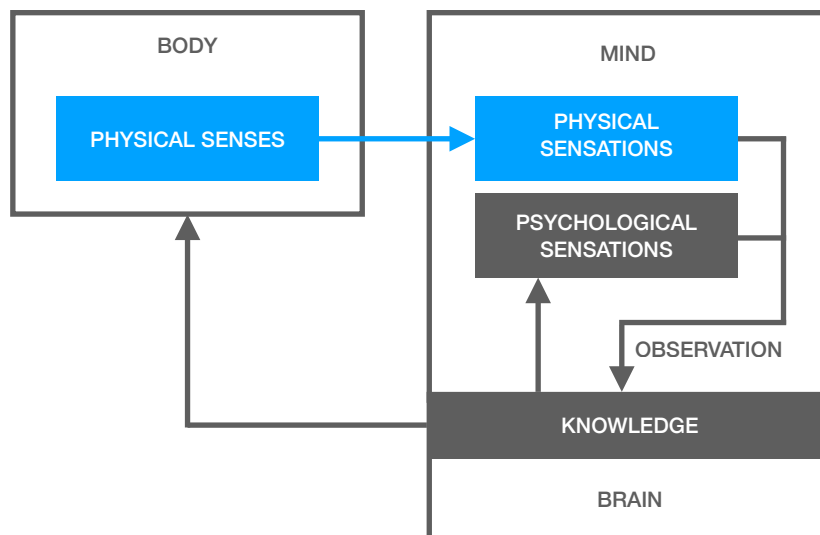 BODY
MIND
PHYSICAL SENSES
PHYSICAL
SENSATIONS
PSYCHOLOGICAL
SENSATIONS
OBSERVATION
KNOWLEDGE
BRAIN